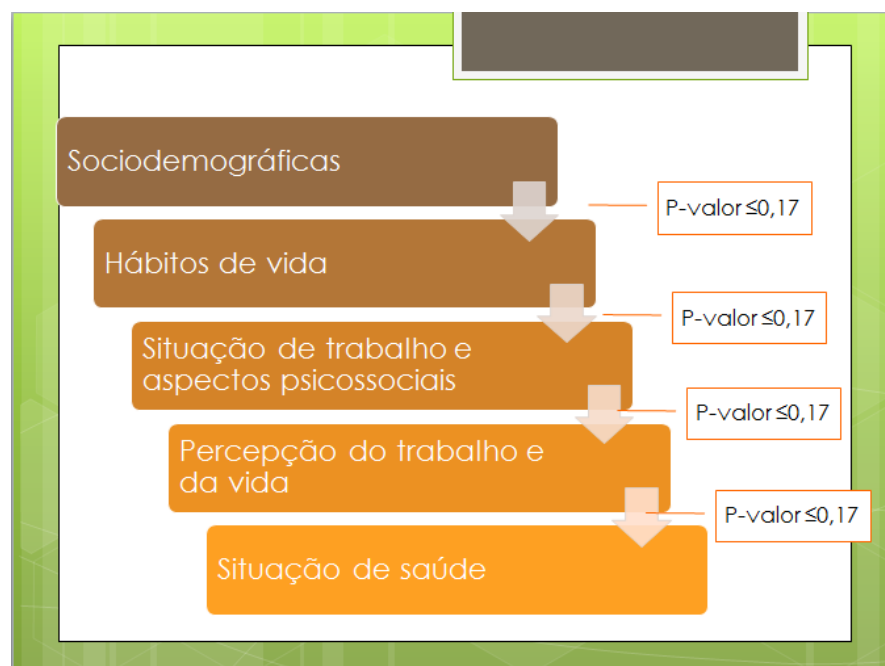 Sociodemográficas
P-valor≤0,17
Hábitos de vida
P-valor≤0,17
Situação de trabalho e
aspectos psicossociais
P-valor≤0,17
Percepção do trabalho e
da vida
P-valor≤0,17
Situação de saúde